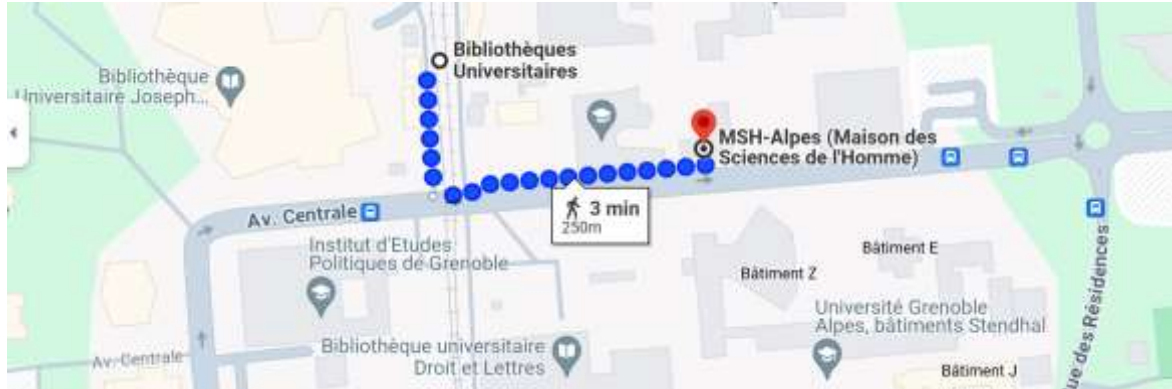 Bibliothèques
Universitaires
Bibliothèque
Universitaire Joseph...
MSH-Alpes (Maison des
Sciences de l'Homme)
3 min
250m
Av. Centrale
Institut d'Etudes
Politiques de Grenoble
Bâtiment E
Bâtiment Z
Université Grenoble
Alpes, bâtiments Stendhal
Bibliothèque universitaire
Droit et Lettres
Av. Centrale
Bâtiment J
ue des Résidences